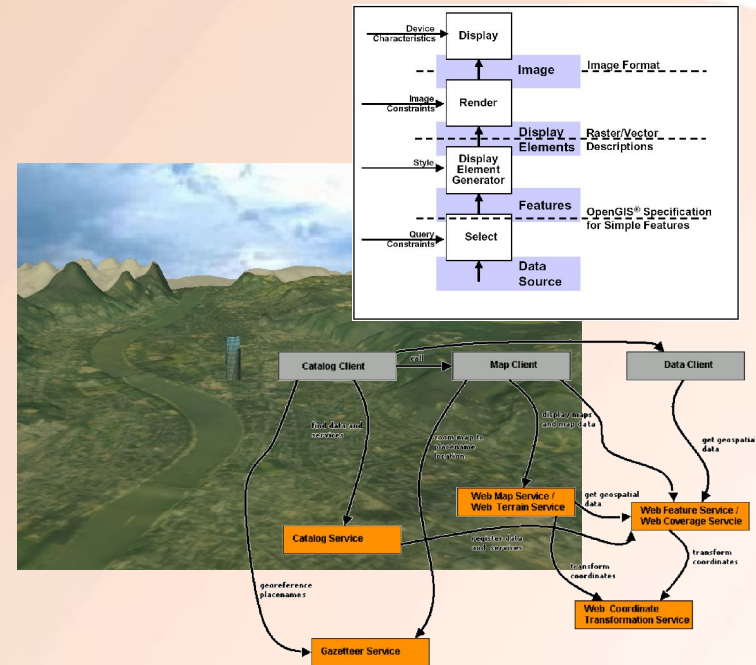 Device
Characteristics
Display
Image
Image Format
Image
Constraints
Render
Display
Elements
Raster/Vector
Descriptions
Style
Display
Element
Generator
Features
OpenGIS® Specification
for Simple Features
Query
Constraints
Select
Data
Source
Catalog Client
call
Map Client
Data Client
find data and
services
zoom map to
placename
location
display maps
and map data
get geospatial
data
Web Map Service /
Web Terrain Service
get geospatial
data
Web Feature Service /
Web Coverage Servcie
Catalog Service
register data
and services
transform
coordinates
transform
coordinates
georeference
placenames
Web Coordinate
Transformation Service
Gazetteer Service